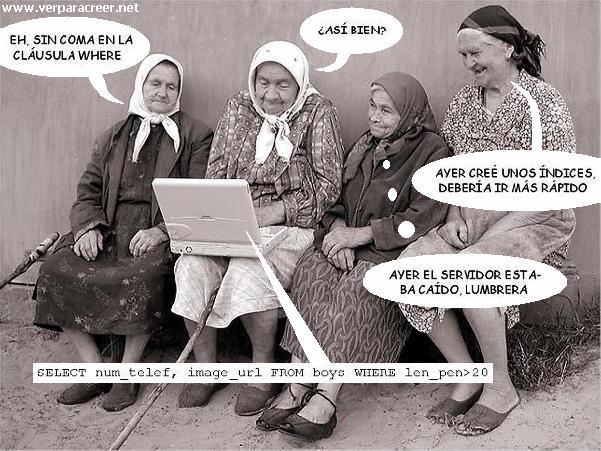 www.verparacreer.net
EH, SIN COMA EN LA
CLÁUSULA WHERE
¿ASÍ BIEN?
AYER CREÉ UNOS ÍNDICES,
DEBERÍA IR MÁS RÁPIDO
AYER EL SERVIDOR ESTA-
BA CAÍDO, LUMBRERA
SELECT num_telef, image_url FROM boys WHERE len_pen>20